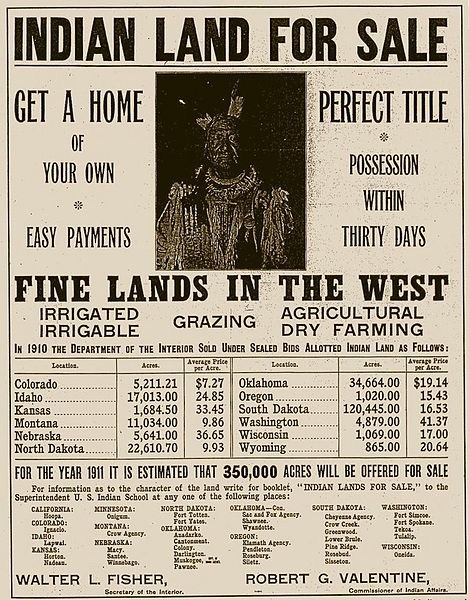 INDIAN LAND FOR SALE
GET A HOME
OF
YOUR OWN
*
EASY PAYMENTS
PERFECT TITLE
*
POSSESSION
WITHIN
THIRTY DAYS
FINE LANDS IN THE WEST
IRRIGATED
IRRIGABLE
GRAZING
AGRICULTURAL
DRY FARMING
IN 1910 THE DEPARTMENT OF THE INTERIOR SOLD UNDER SEALED BIDS ALLOTTED INDIAN LAND AS FOLLOWS:
Location. Acres. Average Price per Acre. Location. Acres. Average Price per Acre.
Colorado 5,211.21 $7.27 Oklahoma 34,664.00 $19.14
Idaho 17,013.00 24.85 Oregon 1,020.00 15.43
Kansas 1,684.50 33.45 South Dakota 120,445.00 16.53
Montana 11,034.00 9.86 Washington 4,879.00 41.37
Nebraska 5,641.00 36.65 Wisconsin 1,069.00 17.00
North Dakota 22,610.70 9.93 Wyoming 865.00 20.64
FOR THE YEAR 1911 IT IS ESTIMATED THAT 350,000 ACRES WILL BE OFFERED FOR SALE
For information as to the character of the land write for booklet, "INDIAN LANDS FOR SALE," to the
Superintendent U. S. Indian School at any one of the following places:
CALIFORNIA:
Hoopa.
COLORADO:
Ignacio.
IDAHO:
Lapwai.
KANSAS:
Horton.
Nadeau.
MINNESOTA:
Onigum.
MONTANA:
Crow Agency.
NEBRASKA:
Macy.
Santee.
Winnebago.
NORTH DAKOTA:
Fort Totten.
Fort Yates.
OKLAHOMA:
Anadarko.
Cantonment.
Colony.
Darlington.
Muskogee,
Pawnee.
OKLAHOMA—Con.
Sac and Fox Agency.
Shawnee.
Wyandotte.
OREGON:
Klamath Agency.
Pendleton.
Roseburg.
Siletz.
SOUTH DAKOTA:
Cheyenne Agency.
Crow Creek.
Greenwood.
Lower Brule.
Pine Ridge.
Rosebud.
Sisseton.
WASHINGTON:
Fort Simcoe.
Fort Spokane.
Tekoa.
Tulalip.
WISCONSIN:
Oneida.
WALTER L. FISHER,
Secretary of the Interior.
ROBERT G. VALENTINE,
Commissioner of Indian Affairs.